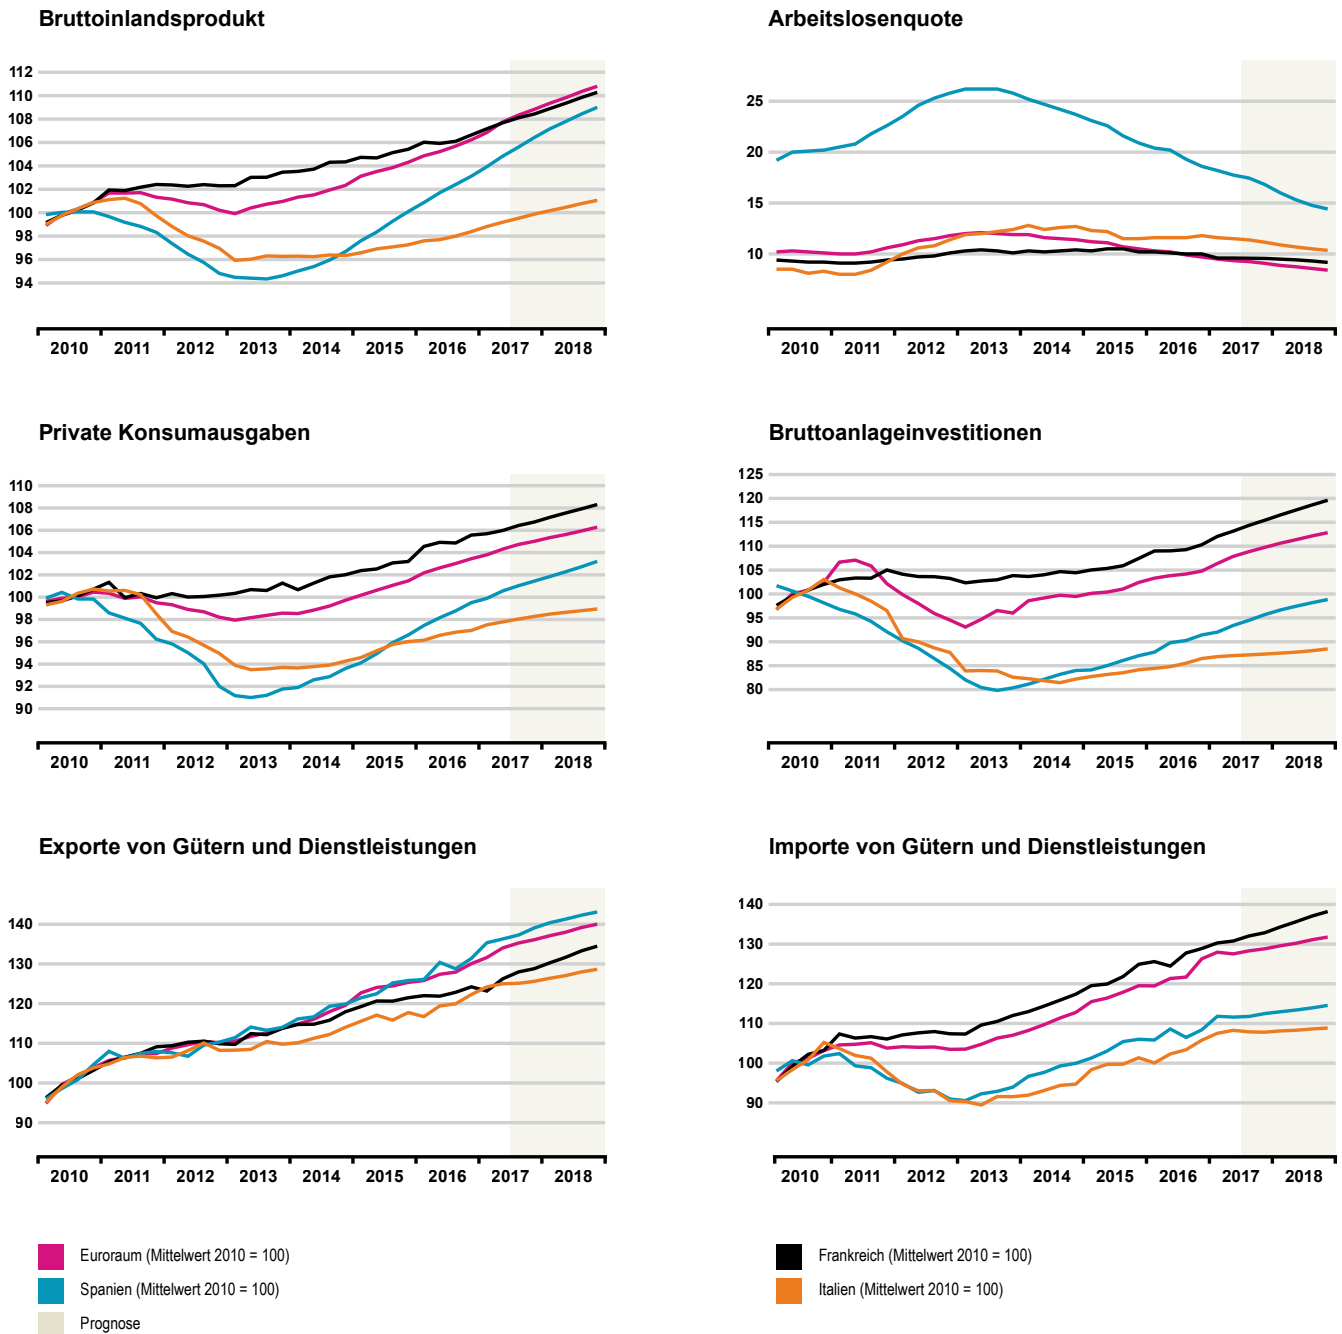 Bruttoinlandsprodukt
112
110
108
106
104
102
100
98
96
94
2010 2011 2012 2013 2014 2015 2016 2017 2018
Arbeitslosenquote
25
20
15
10
2010 2011 2012 2013 2014 2015 2016 2017 2018
Private Konsumausgaben
110
108
106
104
102
100
98
96
94
92
90
2010 2011 2012 2013 2014 2015 2016 2017 2018
Bruttoanlageinvestitionen
125
120
115
110
105
100
95
90
85
80
2010 2011 2012 2013 2014 2015 2016 2017 2018
Exporte von Gütern und Dienstleistungen
140
130
120
110
100
90
2010 2011 2012 2013 2014 2015 2016 2017 2018
Importe von Gütern und Dienstleistungen
140
130
120
110
100
90
2010 2011 2012 2013 2014 2015 2016 2017 2018
Euroraum (Mittelwert 2010 = 100)
Spanien (Mittelwert 2010 = 100)
Prognose
Frankreich (Mittelwert 2010 = 100)
Italien (Mittelwert 2010 = 100)